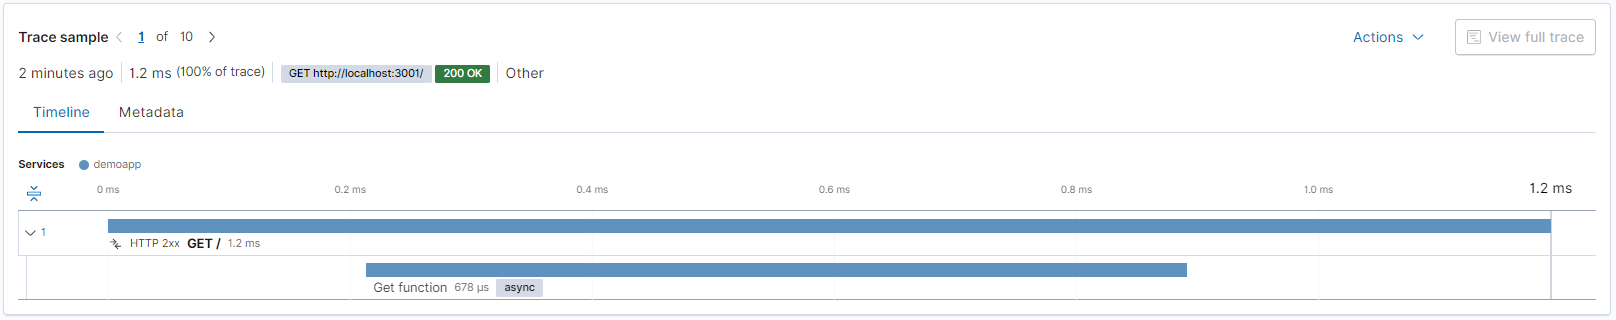 Trace sample 1 of 10
Actions
View full trace
2 minutes ago 1.2 ms (100% of trace) GET http://localhost:3001/ 200 OK Other
Timeline Metadata
Services demoapp
0 ms 0.2 ms 0.4 ms 0.6 ms 0.8 ms 1.0 ms 1.2 ms
1
HTTP 2xx GET / 1.2 ms
Get function 678 μs async